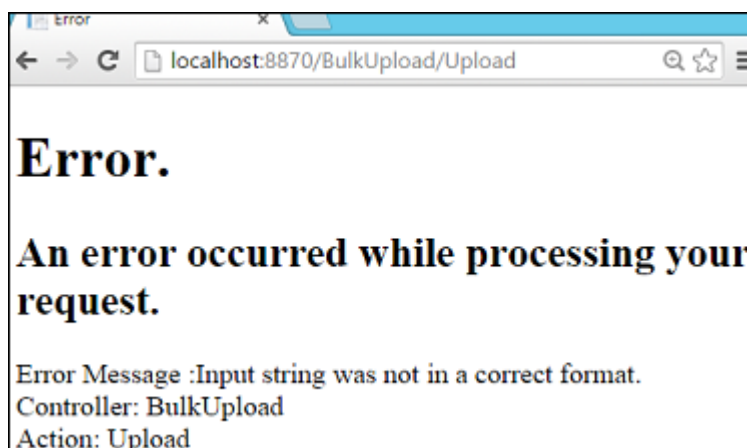 Error
localhost:8870/BulkUpload/Upload
Error.
An error occurred while processing your
request.
Error Message :Input string was not in a correct format.
Controller: BulkUpload
Action: Upload